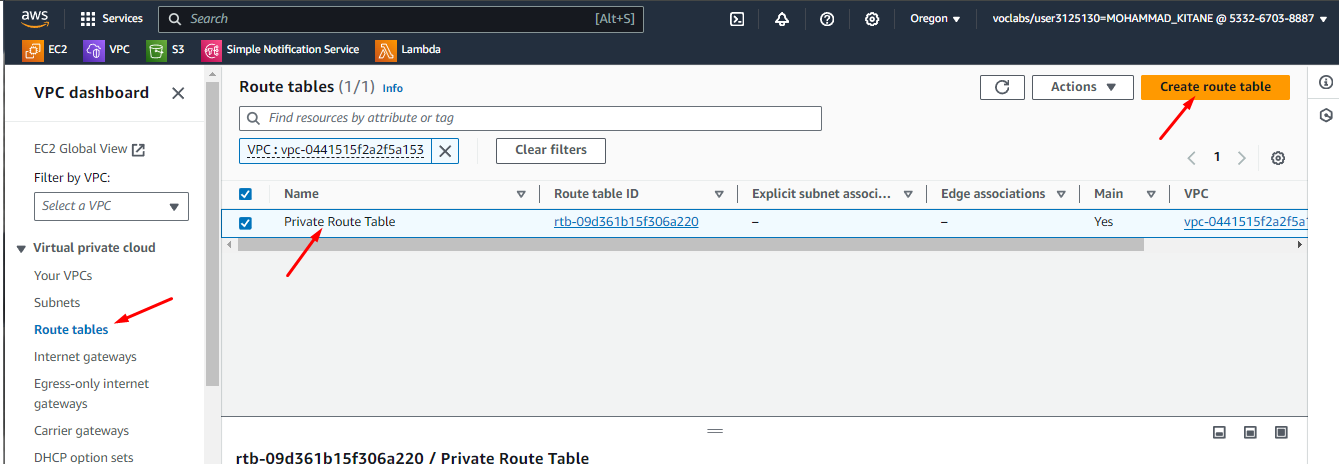 aws
Services
Search
[Alt+S]
Oregon
voclabs/user3125130=MOHAMMAD_KITANE @ 5332-6703-8887
EC2
VPC
S3
Simple Notification Service
Lambda
VPC dashboard
EC2 Global View
Filter by VPC:
Select a VPC
Virtual private cloud
Your VPCs
Subnets
Route tables
Internet gateways
Egress-only internet
gateways
Carrier gateways
DHCP option sets
Route tables (1/1) Info
Actions
Create route table
Find resources by attribute or tag
VPC : vpc-0441515f2a2f5a153
Clear filters
1
Name
Route table ID
Explicit subnet associ...
Edge associations
Main
VPC
Private Route Table
rtb-09d361b15f306a220
–
–
Yes
vpc-0441515f2a2f5a1
rtb-09d361b15f306a220 / Private Route Table